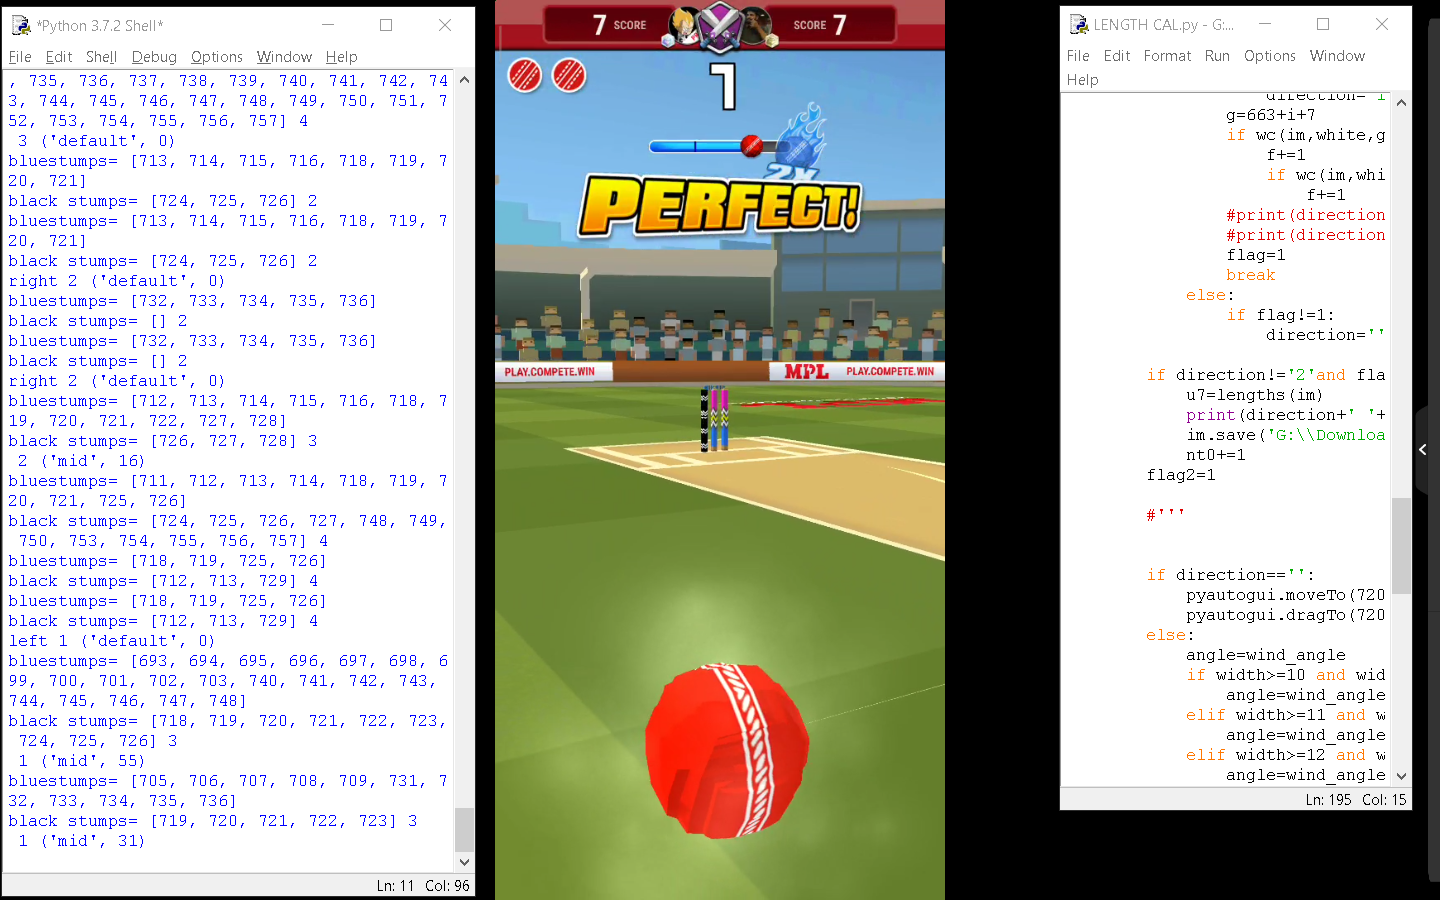 *Python 3.7.2 Shell*
File Edit Shell Debug Options Window Help
, 735, 736, 737, 738, 739, 740, 741, 742, 74
3, 744, 745, 746, 747, 748, 749, 750, 751, 7
52, 753, 754, 755, 756, 757] 4
3 ('default', 0)
bluestumps= [713, 714, 715, 716, 718, 719, 7
20, 721]
black stumps= [724, 725, 726] 2
bluestumps= [713, 714, 715, 716, 718, 719, 7
20, 721]
black stumps= [724, 725, 726] 2
right 2 ('default', 0)
bluestumps= [732, 733, 734, 735, 736]
black stumps= [] 2
bluestumps= [732, 733, 734, 735, 736]
black stumps= [] 2
right 2 ('default', 0)
bluestumps= [712, 713, 714, 715, 716, 718, 7
19, 720, 721, 722, 727, 728]
black stumps= [726, 727, 728] 3
2 ('mid', 16)
bluestumps= [711, 712, 713, 714, 718, 719, 7
20, 721, 725, 726]
black stumps= [724, 725, 726, 727, 748, 749,
750, 753, 754, 755, 756, 757] 4
bluestumps= [718, 719, 725, 726]
black stumps= [712, 713, 729] 4
bluestumps= [718, 719, 725, 726]
black stumps= [712, 713, 729] 4
left 1 ('default', 0)
bluestumps= [693, 694, 695, 696, 697, 698, 6
99, 700, 701, 702, 703, 740, 741, 742, 743,
744, 745, 746, 747, 748]
black stumps= [718, 719, 720, 721, 722, 723,
724, 725, 726] 3
1 ('mid', 55)
bluestumps= [705, 706, 707, 708, 709, 731, 7
32, 733, 734, 735, 736]
black stumps= [719, 720, 721, 722, 723] 3
1 ('mid', 31)
Ln: 11 Col: 96
7 SCORE SCORE 7
1
2X
PERFECT!
PLAY.COMPETE.WIN MPL PLAY.COMPETE.WIN
LENGTH CAL.py - G:...
File Edit Format Run Options Window
Help
direction='i
g=663+i+7
if wc(im,white,g
f+=1
if wc(im,whi
f+=1
#print(direction
#print(direction
flag=1
break
else:
if flag!=1:
direction=''
if direction!='2'and fla
u7=lengths(im)
print(direction+' '+
im.save('G:\\Downloa
nt0+=1
flag2=1
#'''
if direction=='':
pyautogui.moveTo(720
pyautogui.dragTo(720
else:
angle=wind_angle
if width>=10 and wid
angle=wind_angle
elif width>=11 and w
angle=wind_angle
elif width>=12 and w
angle=wind_angle
Ln: 195 Col: 15